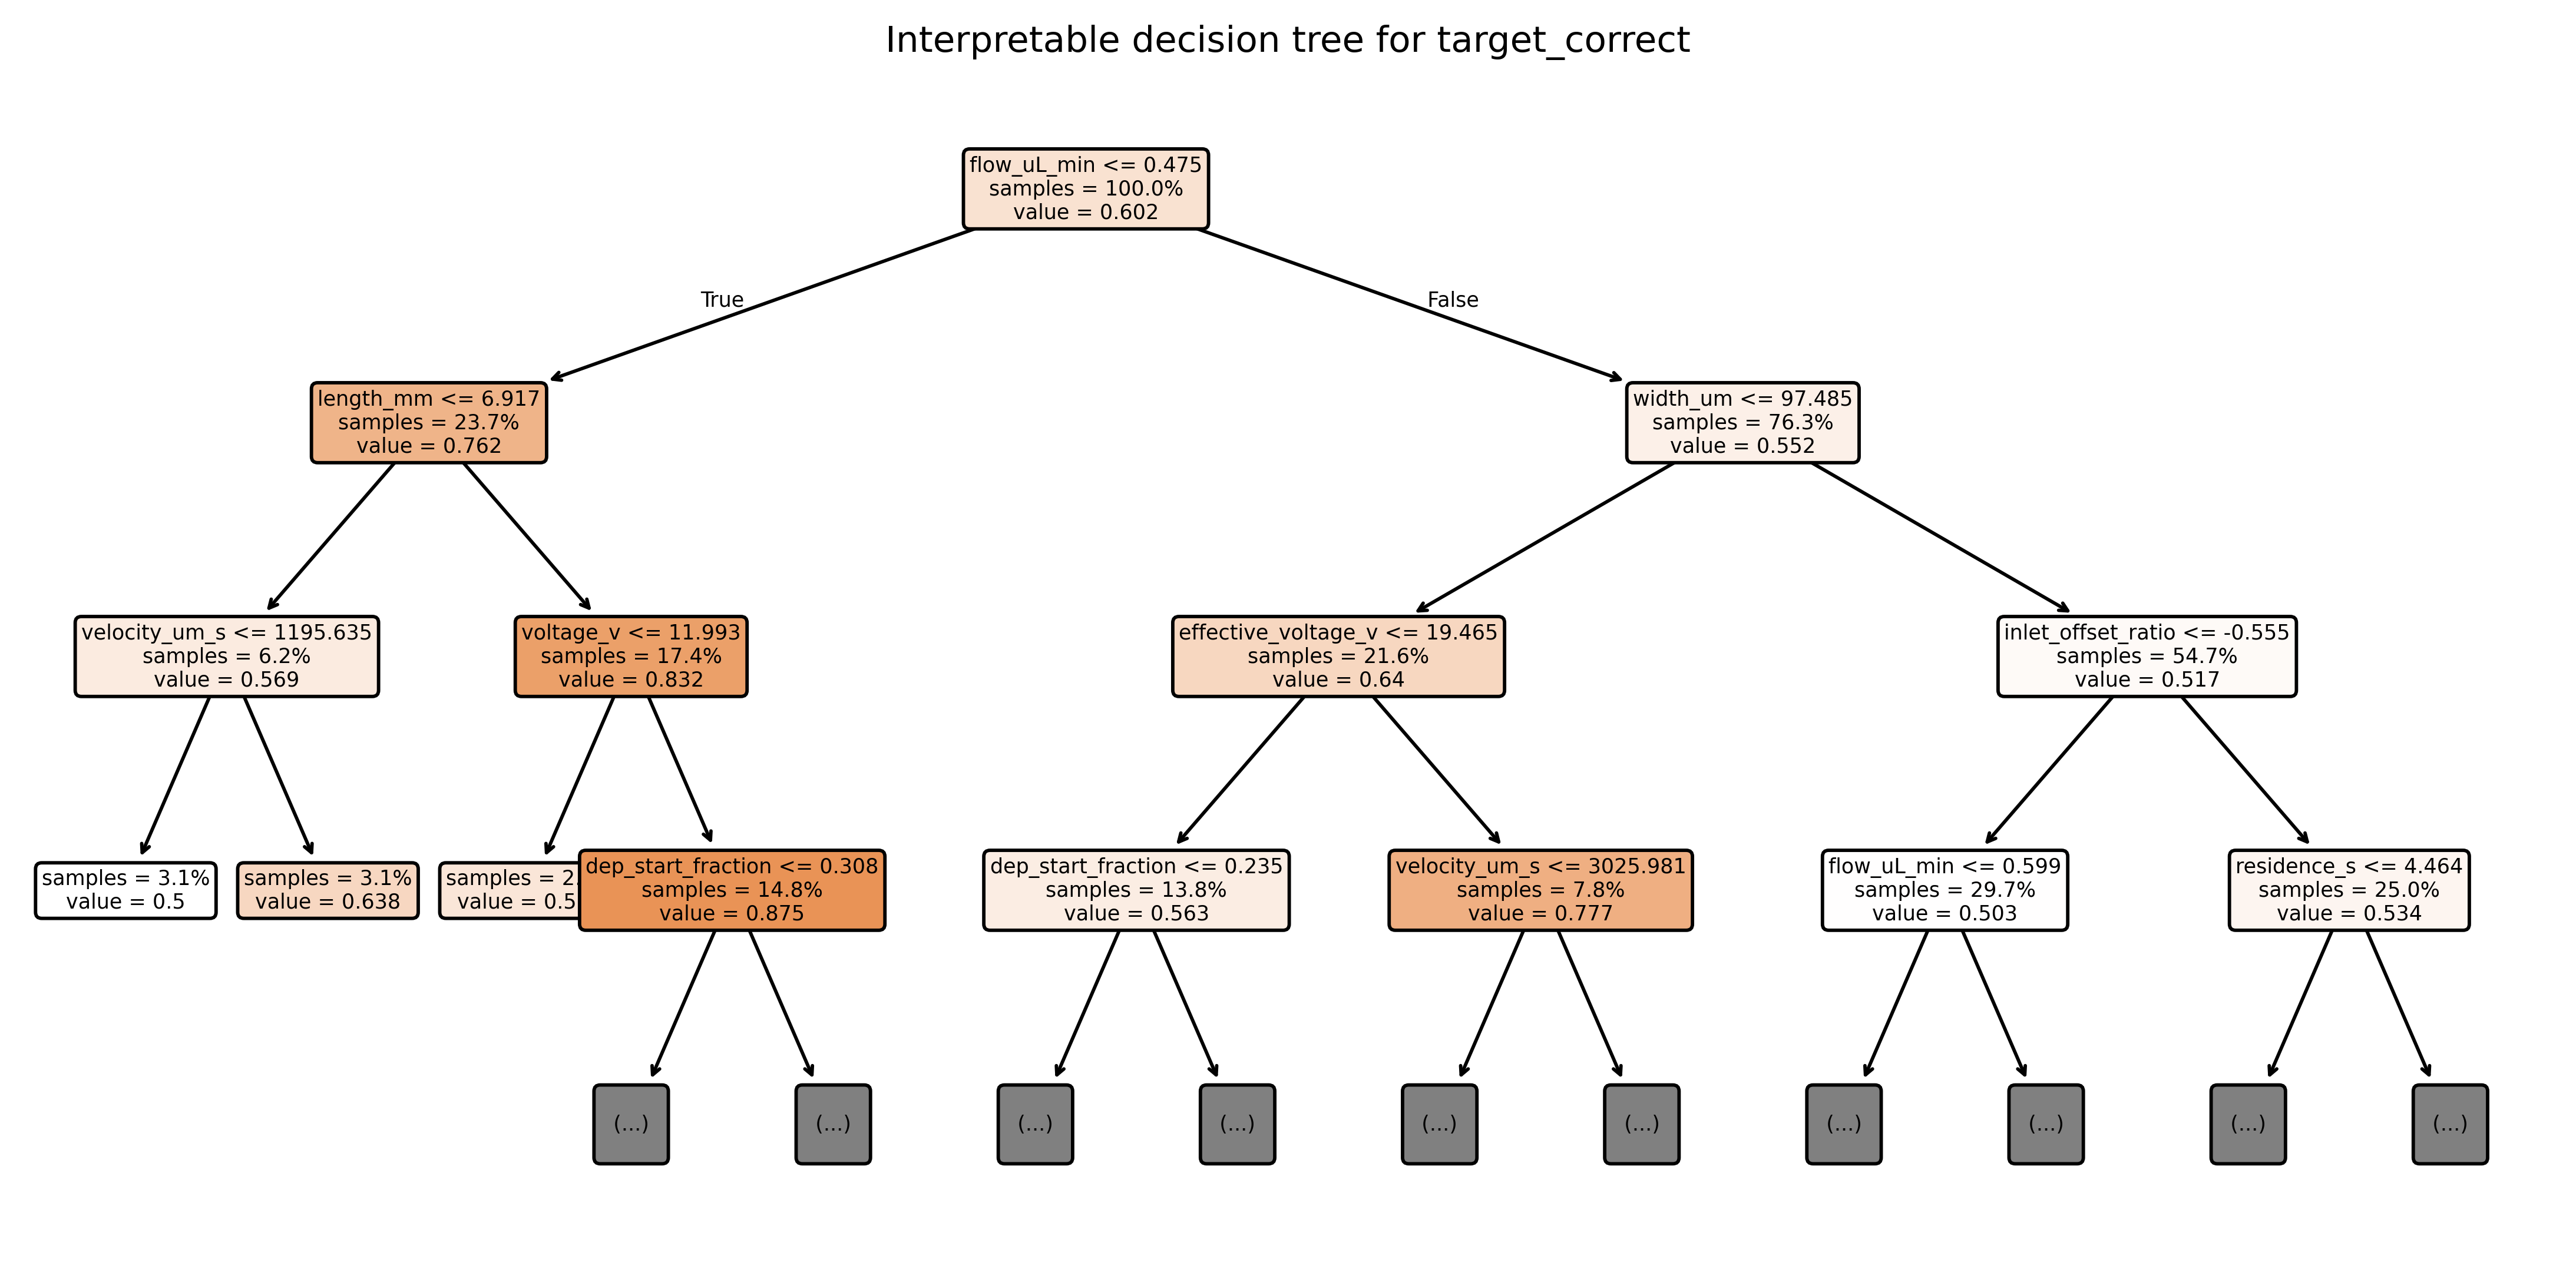 Interpretable decision tree for target_correct
flow_uL_min <= 0.475
samples = 100.0%
value = 0.602
True
False
length_mm <= 6.917
samples = 23.7%
value = 0.762
width_um <= 97.485
samples = 76.3%
value = 0.552
velocity_um_s <= 1195.635
samples = 6.2%
value = 0.569
voltage_v <= 11.993
samples = 17.4%
value = 0.832
effective_voltage_v <= 19.465
samples = 21.6%
value = 0.64
inlet_offset_ratio <= -0.555
samples = 54.7%
value = 0.517
samples = 3.1%
value = 0.5
samples = 3.1%
value = 0.638
samples =
value =
dep_start_fraction <= 0.308
samples = 14.8%
value = 0.875
dep_start_fraction <= 0.235
samples = 13.8%
value = 0.563
velocity_um_s <= 3025.981
samples = 7.8%
value = 0.777
flow_uL_min <= 0.599
samples = 29.7%
value = 0.503
residence_s <= 4.464
samples = 25.0%
value = 0.534
(...)
(...)
(...)
(...)
(...)
(...)
(...)
(...)
(...)
(...)